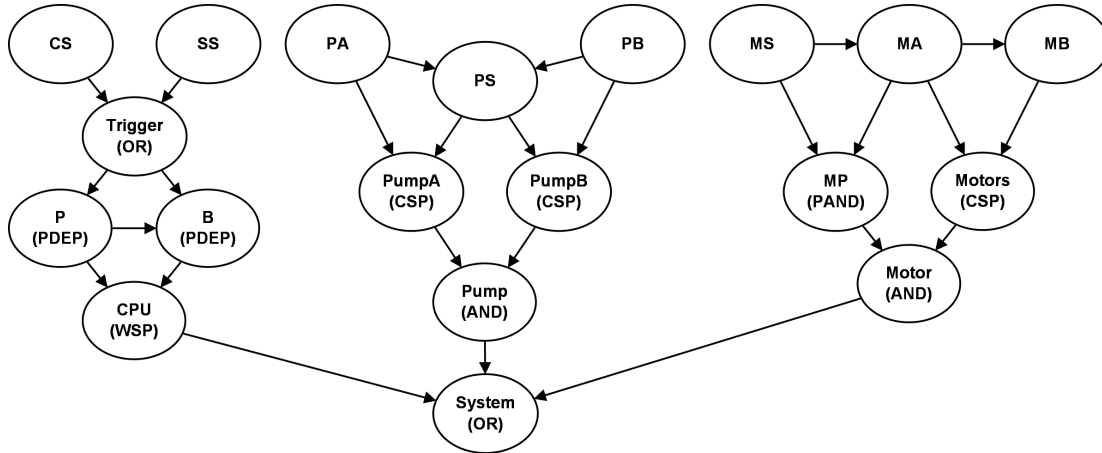 CS
SS
PA
PB
MS
MA
MB
PS
Trigger
(OR)
P
(PDEP)
B
(PDEP)
PumpA
(CSP)
PumpB
(CSP)
MP
(PAND)
Motors
(CSP)
CPU
(WSP)
Pump
(AND)
Motor
(AND)
System
(OR)